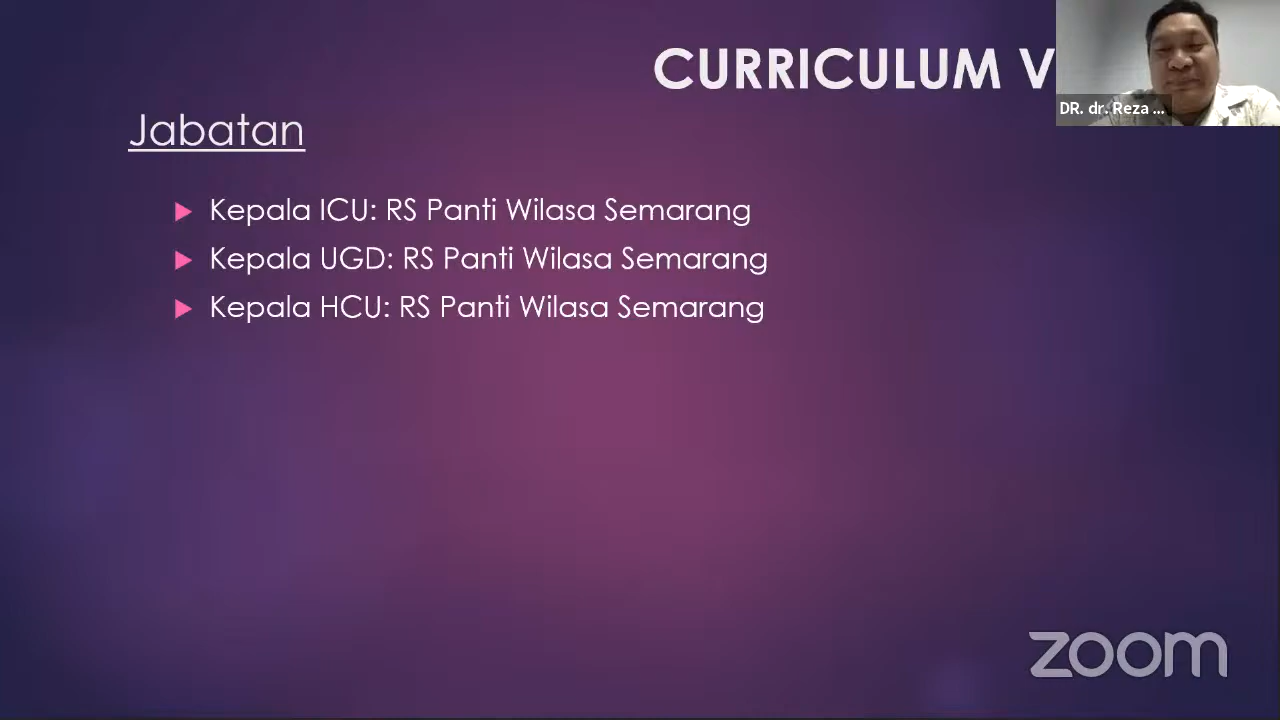 CURRICULUM V
DR. dr. Reza ...
Jabatan
Kepala ICU: RS Panti Wilasa Semarang
Kepala UGD: RS Panti Wilasa Semarang
Kepala HCU: RS Panti Wilasa Semarang
zoom